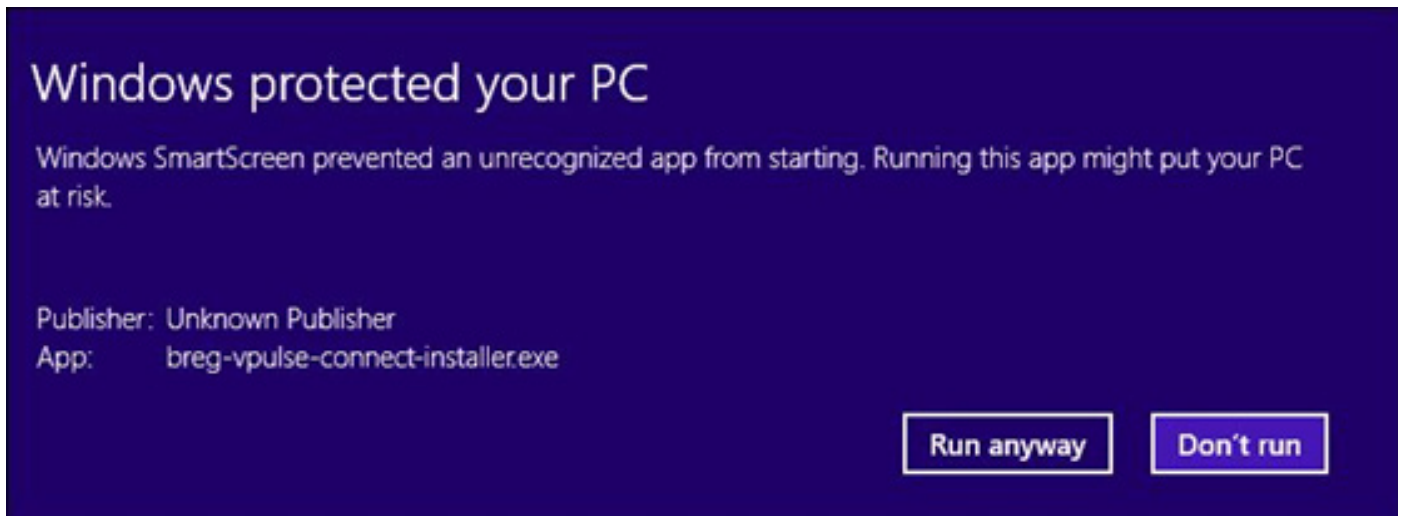 Windows protected your PC
Windows SmartScreen prevented an unrecognized app from starting. Running this app might put your PC
at risk.
Publisher: Unknown Publisher
App: breg-vpulse-connect-installer.exe
Run anyway
Don't run